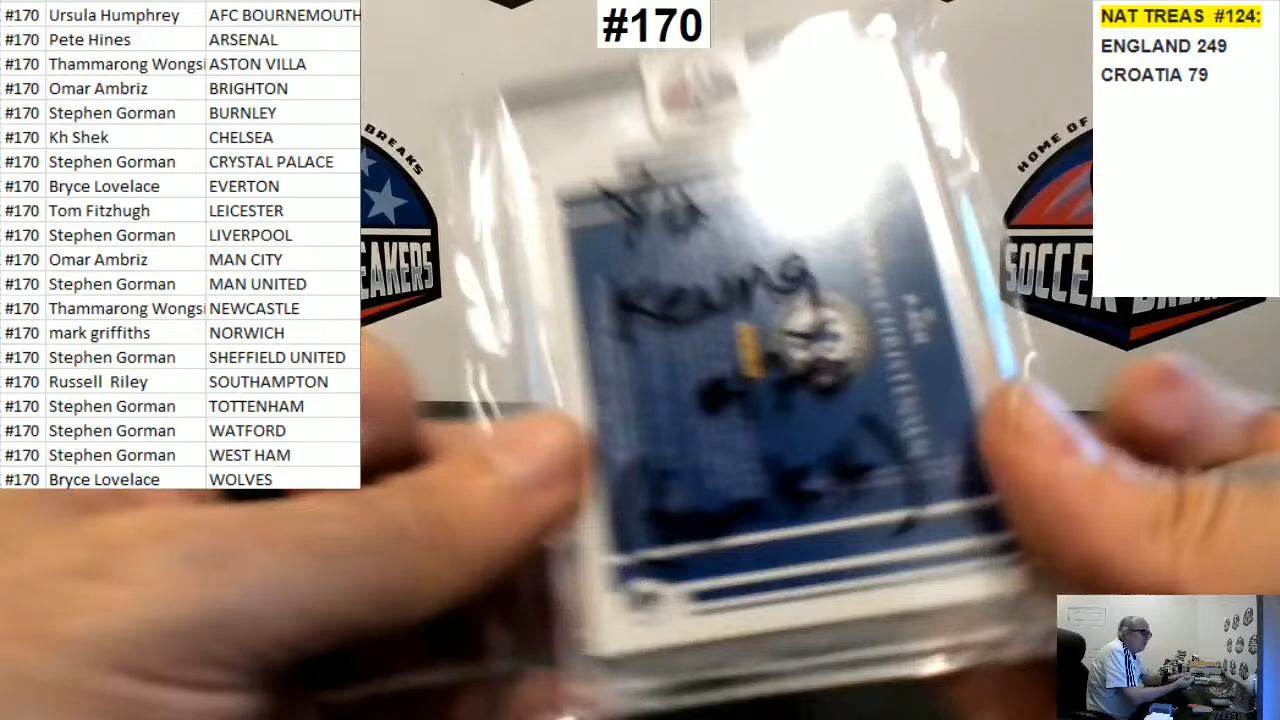 #170 Ursula Humphrey AFC BOURNEMOUTH
#170 Pete Hines ARSENAL
#170 Thammarong Wongsi ASTON VILLA
#170 Omar Ambriz BRIGHTON
#170 Stephen Gorman BURNLEY
#170 Kh Shek CHELSEA
#170 Stephen Gorman CRYSTAL PALACE
#170 Bryce Lovelace EVERTON
#170 Tom Fitzhugh LEICESTER
#170 Stephen Gorman LIVERPOOL
#170 Omar Ambriz MAN CITY
#170 Stephen Gorman MAN UNITED
#170 Thammarong Wongsi NEWCASTLE
#170 mark griffiths NORWICH
#170 Stephen Gorman SHEFFIELD UNITED
#170 Russell Riley SOUTHAMPTON
#170 Stephen Gorman TOTTENHAM
#170 Stephen Gorman WATFORD
#170 Stephen Gorman WEST HAM
#170 Bryce Lovelace WOLVES
#170
NAT TREAS #124:
ENGLAND 249
CROATIA 79
BREAKS
EAKERS
HOME OF
SOCCER
Yu
Keung